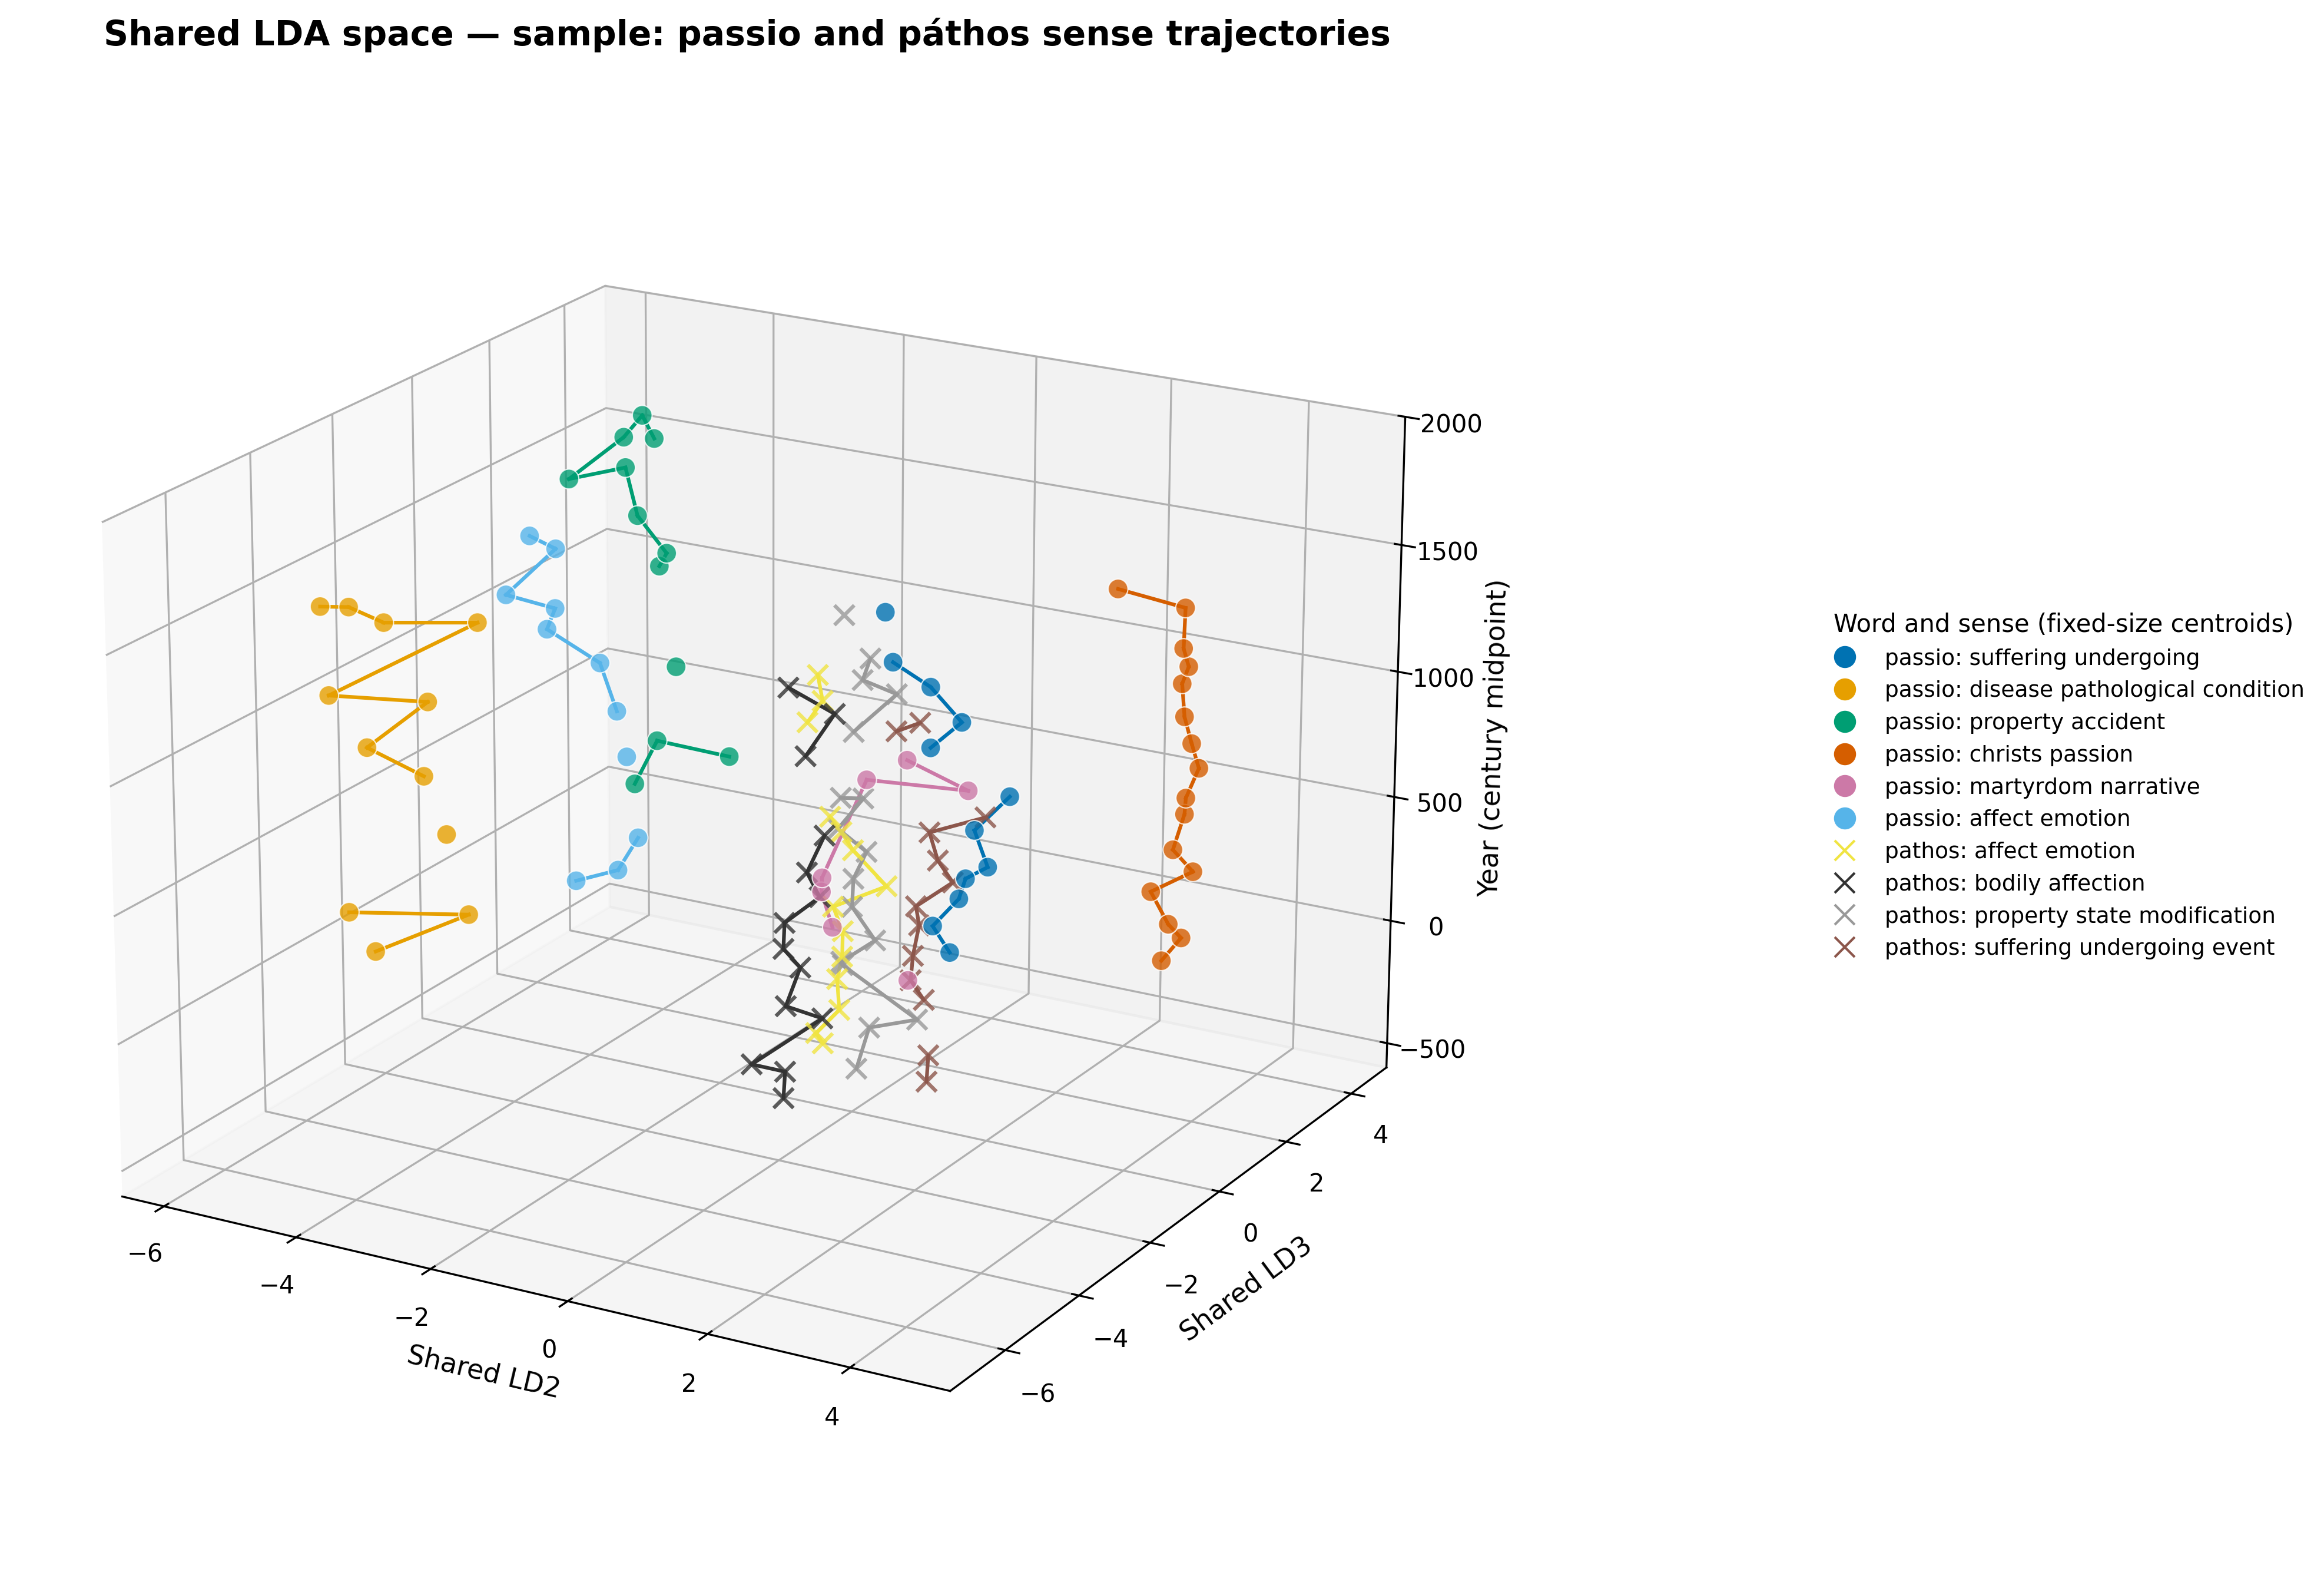 Shared LDA space — sample: passio and páthos sense trajectories
2000
1500
1000
500
0
−500
Year (century midpoint)
Word and sense (fixed-size centroids)
passio: suffering undergoing
passio: disease pathological condition
passio: property accident
passio: christs passion
passio: martyrdom narrative
passio: affect emotion
pathos: affect emotion
pathos: bodily affection
pathos: property state modification
pathos: suffering undergoing event
−6
−4
−2
0
2
4
Shared LD2
−6
−4
−2
0
2
4
Shared LD3